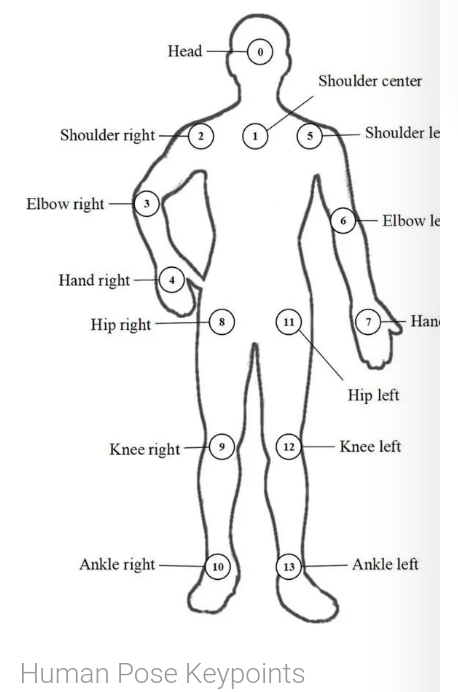 Head
0
Shoulder center
Shoulder right 2 1 5 Shoulder le
Elbow right 3
6 Elbow le
Hand right 4
Hip right 8 11 7 Han
Hip left
Knee right 9 12 Knee left
Ankle right 10 13 Ankle left
Human Pose Keypoints